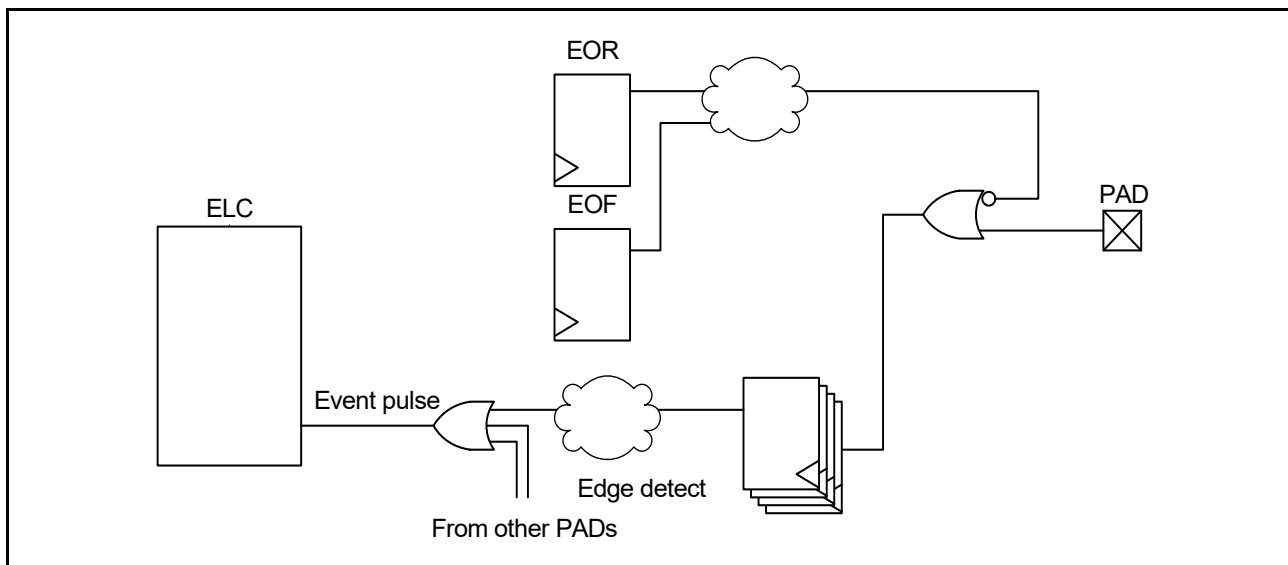 EOR
PAD
ELC
EOF
Event pulse
Edge detect
From other PADs